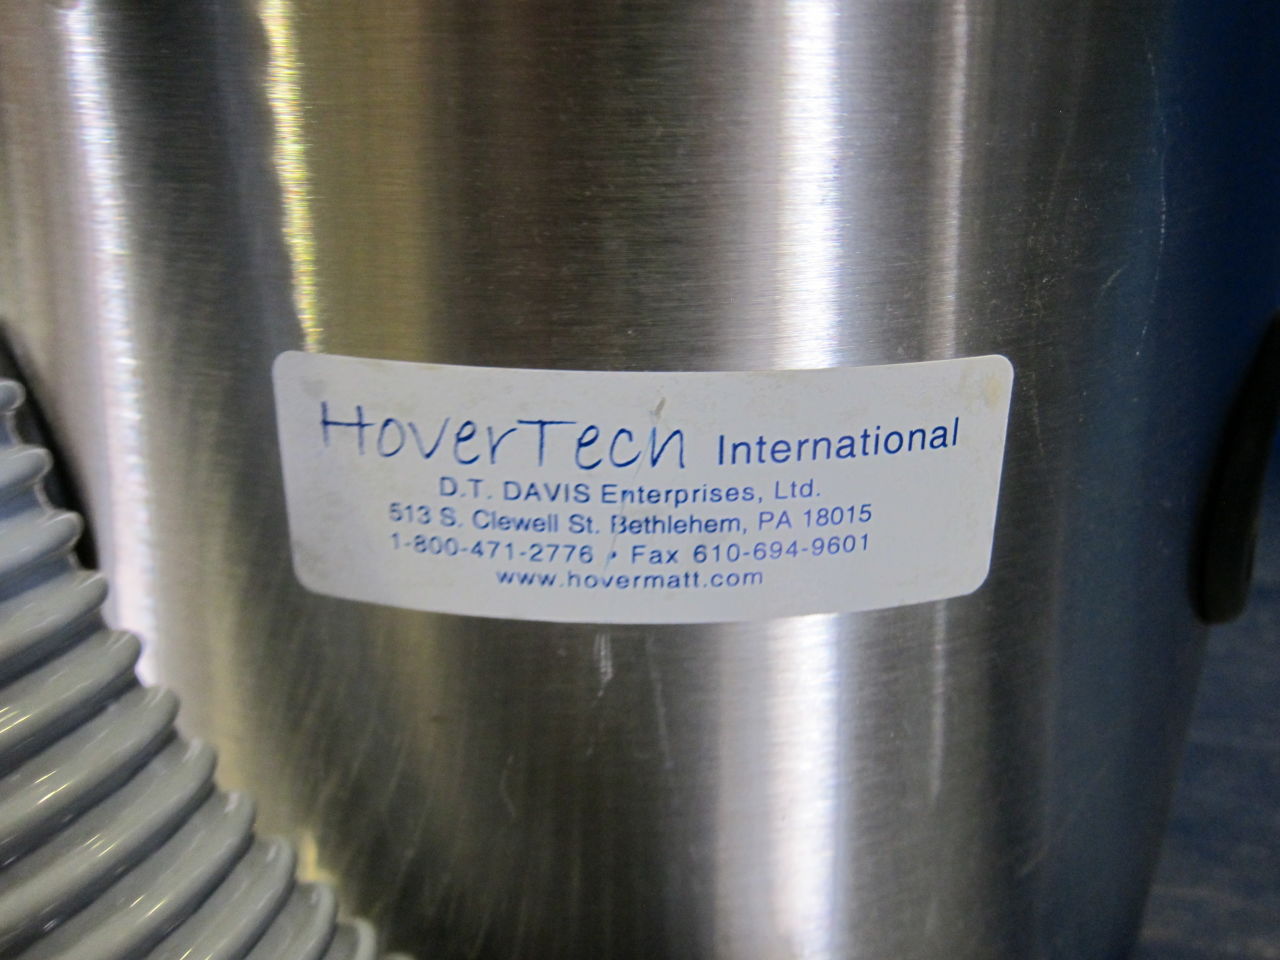 HoverTech International
D.T. DAVIS Enterprises, Ltd.
513 S. Clewell St. Bethlehem, PA 18015
1-800-471-2776 • Fax 610-694-9601
www.hovermatt.com